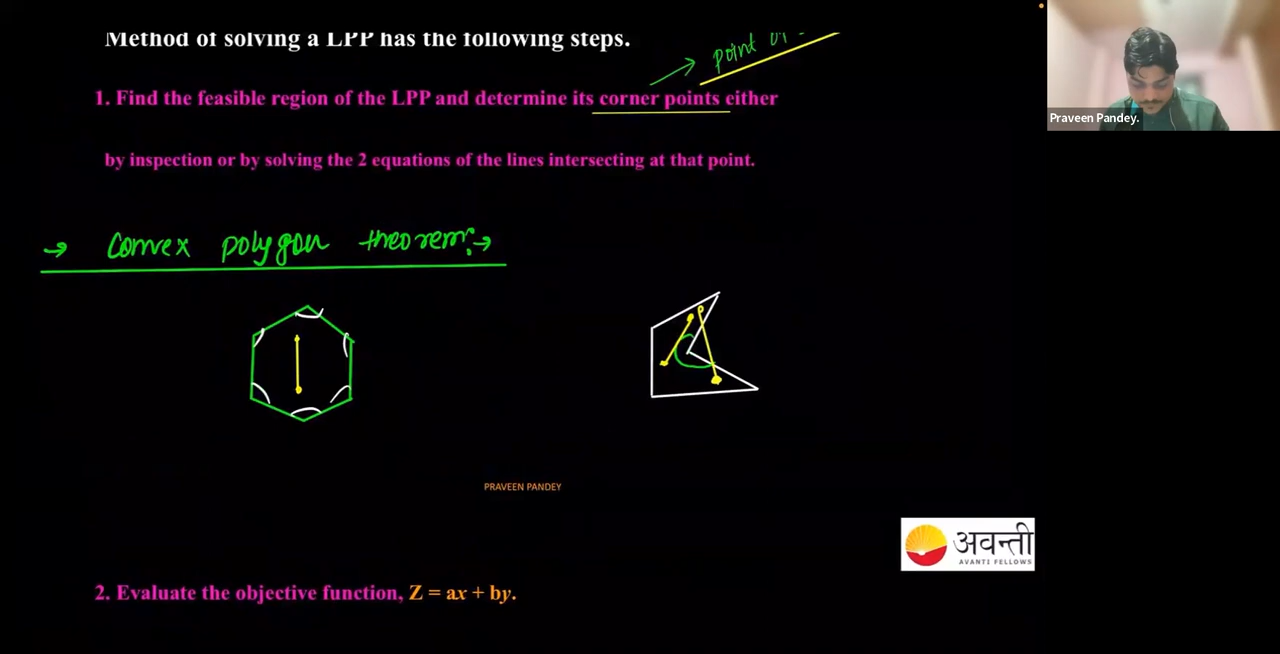 Method of solving a LPP has the following steps.
→ point of
1. Find the feasible region of the LPP and determine its corner points either
Praveen Pandey.
by inspection or by solving the 2 equations of the lines intersecting at that point.
→ Convex polygon theorem:→
PRAVEEN PANDEY
अवन्ती
AVANTI FELLOWS
2. Evaluate the objective function, Z = ax + by.